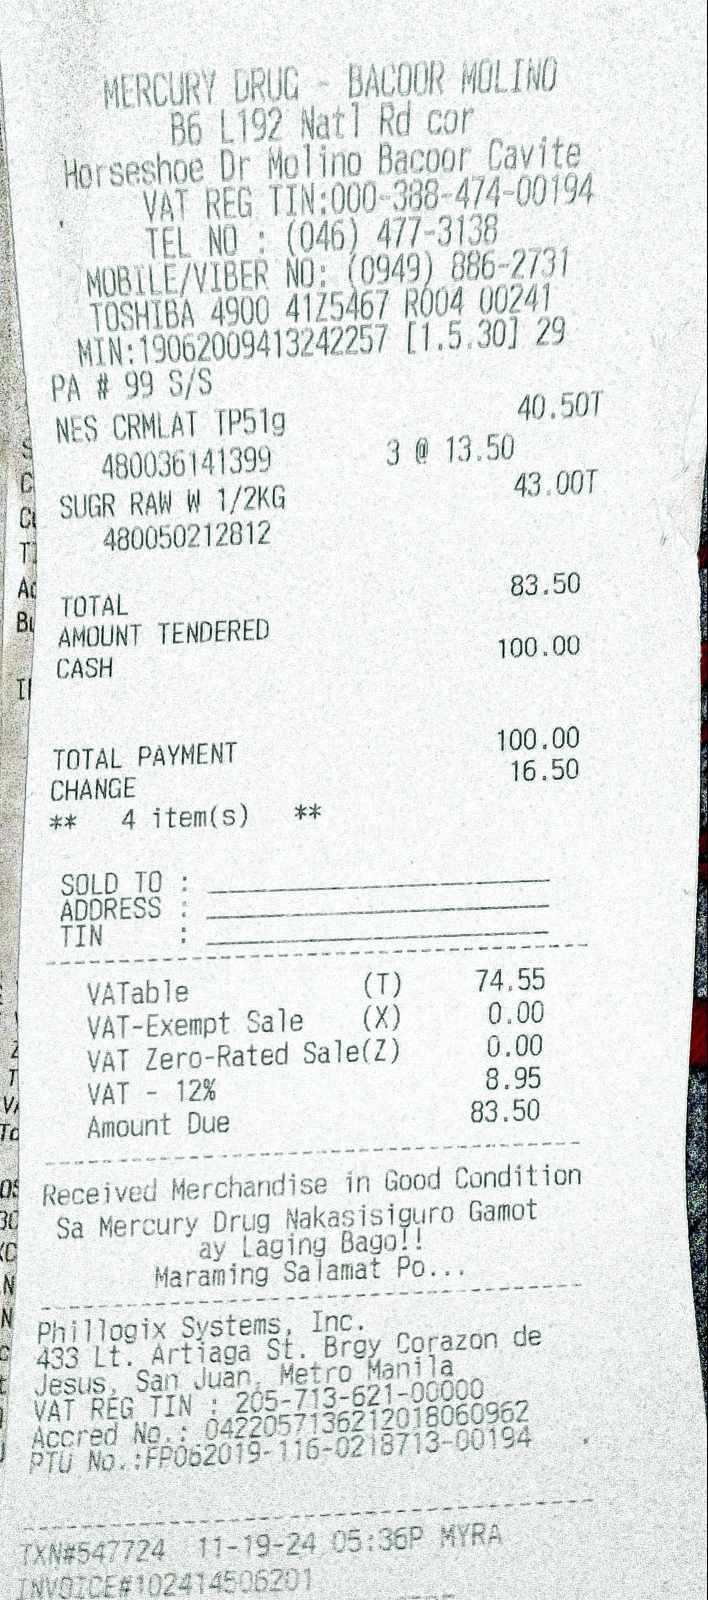 MERCURY DRUG - BACOOR MOLINO
B6 L192 Natl Rd cor
Horseshoe Dr Molino Bacoor Cavite
VAT REG TIN:000-388-474-00194
TEL NO : (046) 477-3138
MOBILE/VIBER NO: (0949) 886-2731
TOSHIBA 4900 41Z5467 R004 00241
MIN:19062009413242257 [1.5.30] 29
PA # 99 S/S
NES CRMLAT TP51g 40.50T
480036141399 3 @ 13.50
SUGR RAW W 1/2KG 43.00T
480050212812
TOTAL 83.50
AMOUNT TENDERED
CASH 100.00
TOTAL PAYMENT 100.00
CHANGE 16.50
** 4 item(s) **
SOLD TO :
ADDRESS :
TIN :
VATable (T) 74.55
VAT-Exempt Sale (X) 0.00
VAT Zero-Rated Sale(Z) 0.00
VAT - 12% 8.95
Amount Due 83.50
Received Merchandise in Good Condition
Sa Mercury Drug Nakasisiguro Gamot
ay Laging Bago!!
Maraming Salamat Po...
Phillogix Systems, Inc.
433 Lt. Artiaga St. Brgy Corazon de
Jesus, San Juan, Metro Manila
VAT REG TIN : 205-713-621-00000
Accred No.: 0422057136212018060962
PTU No.:FP062019-116-0218713-00194
TXN#547724 11-19-24 05:36P MYRA
INVOICE#102414506201